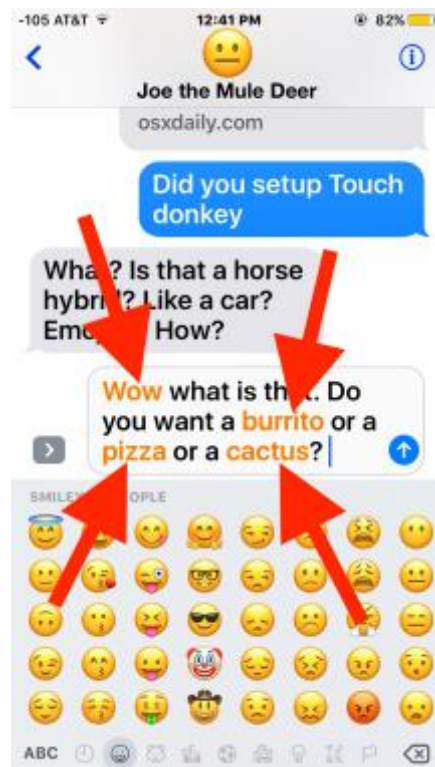 -105 AT&T 12:41 PM 82%
Joe the Mule Deer
osxdaily.com
Did you setup Touch
donkey
Is that a horse
Like a car?
How?
Wow what is Do
you want a burrito or a
pizza or a cactus?
ABC